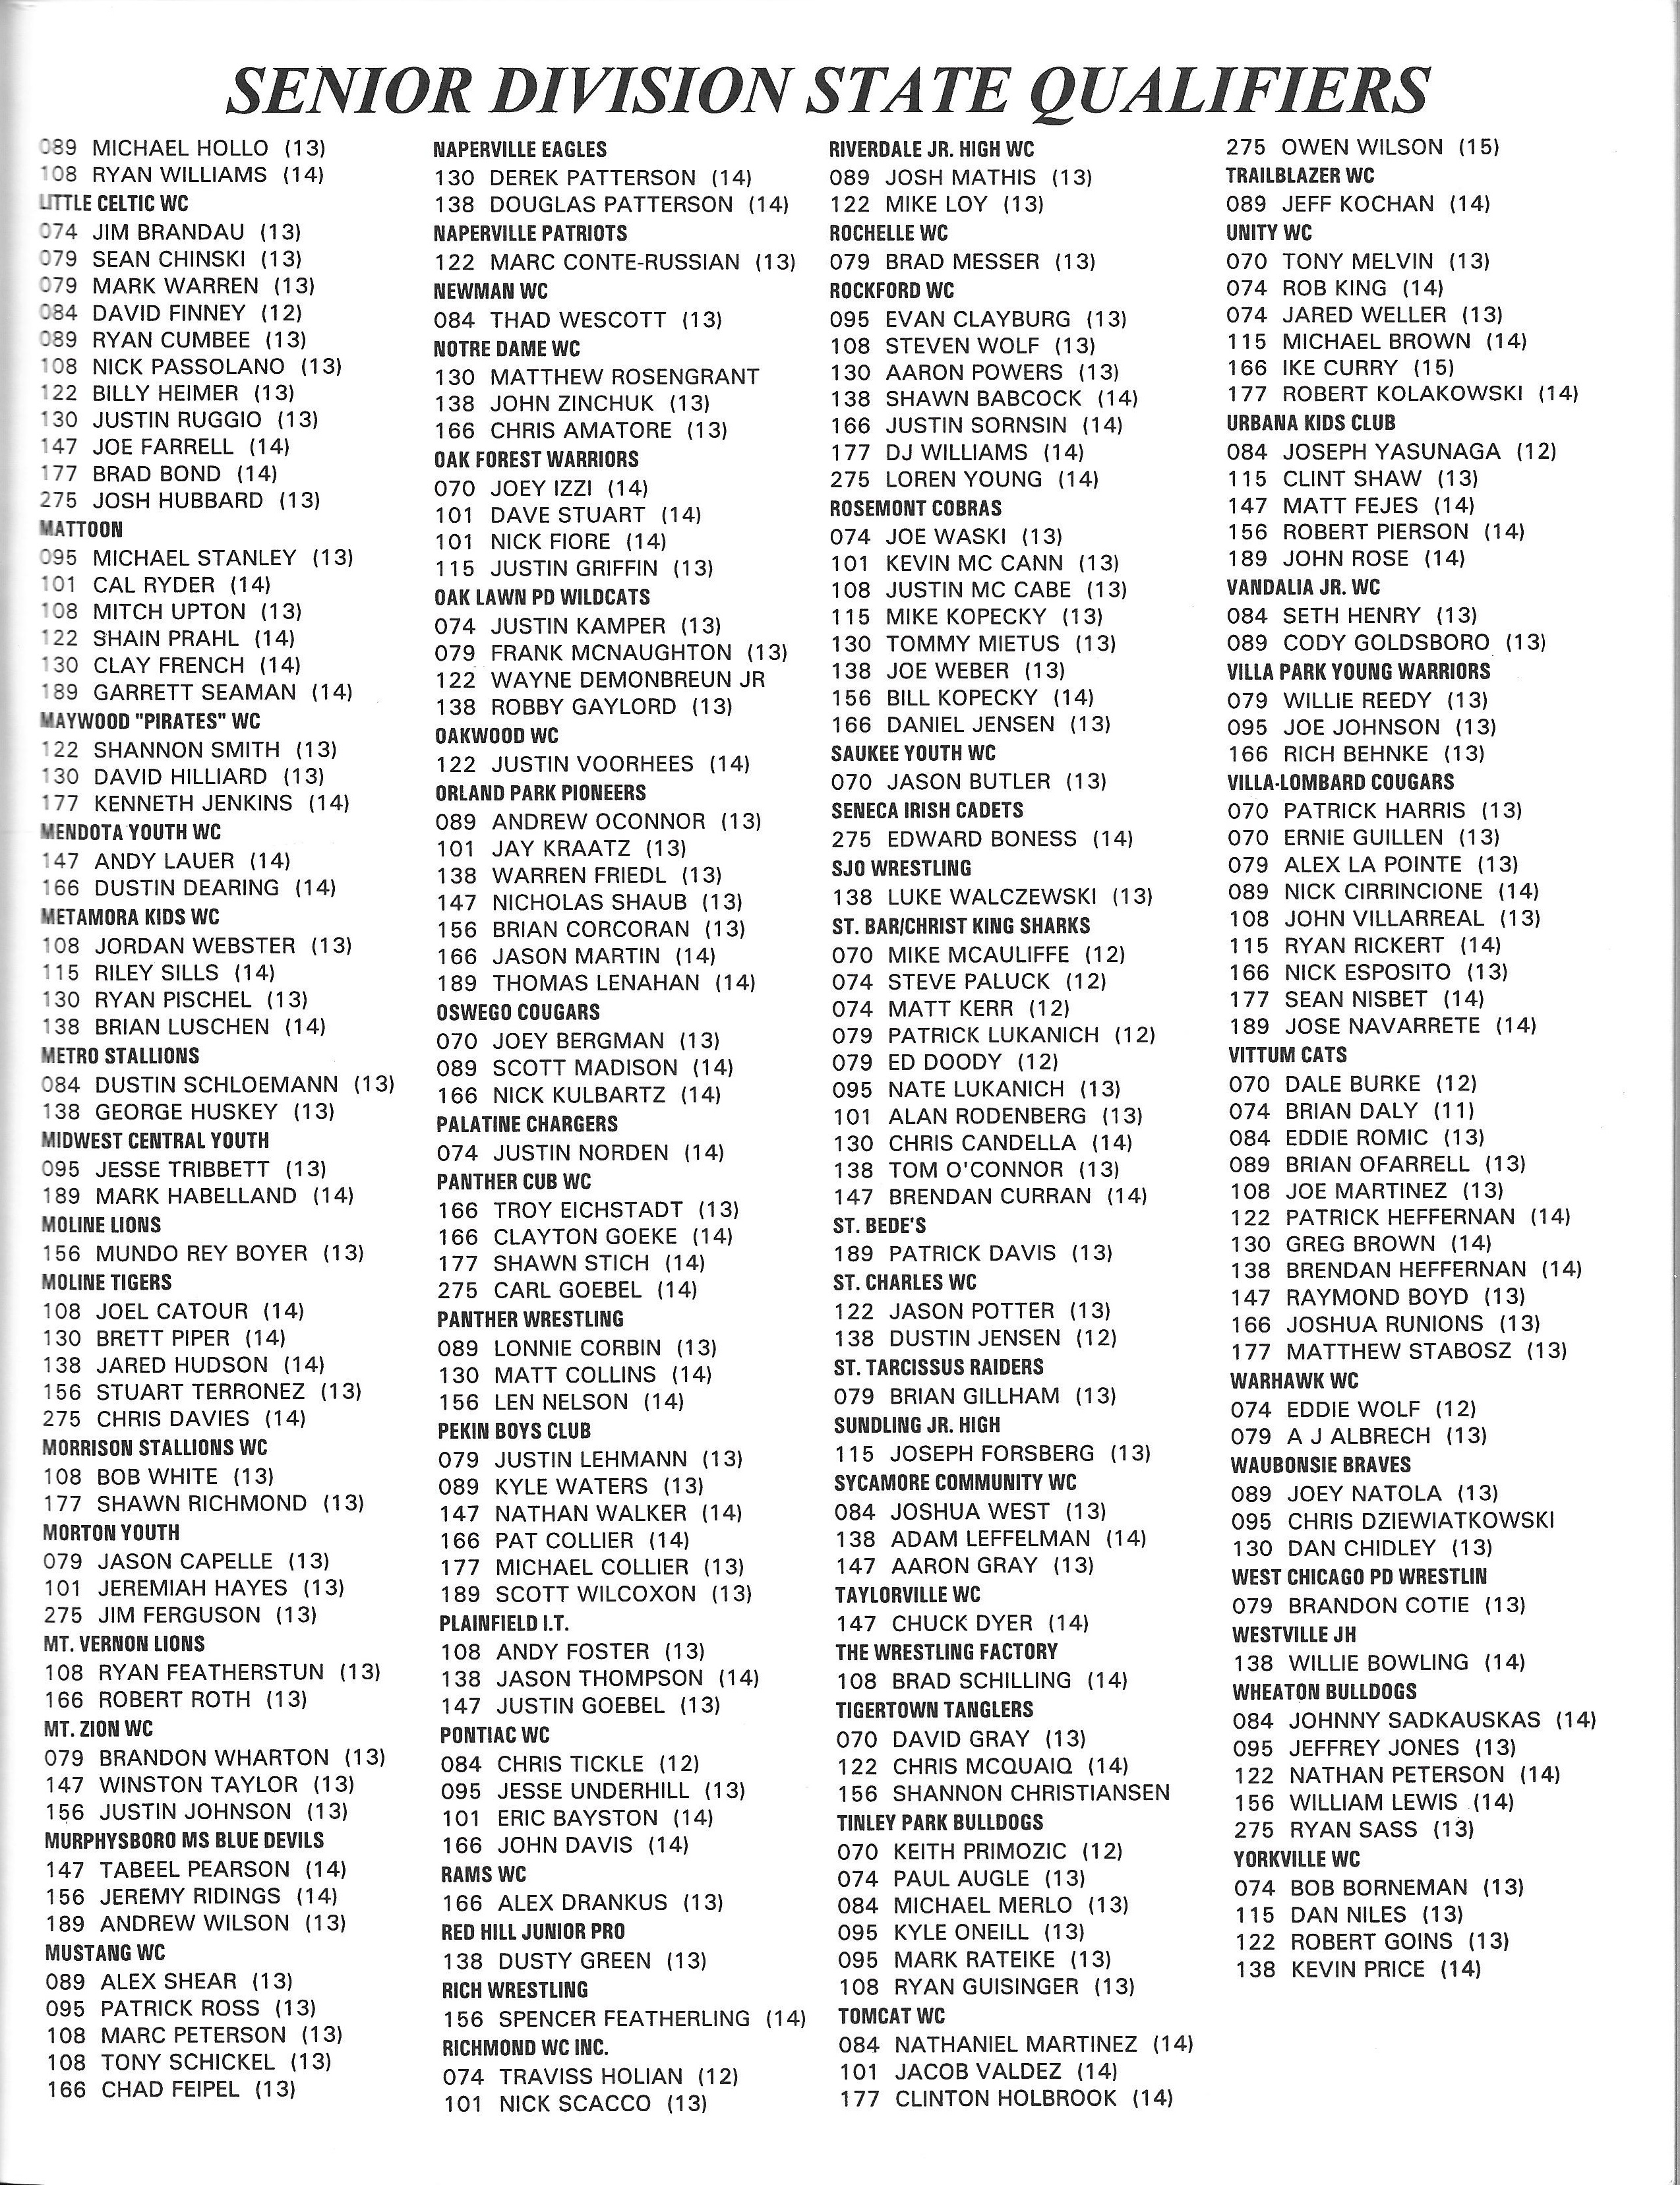 SENIOR DIVISION STATE QUALIFIERS
089 MICHAEL HOLLO (13)
108 RYAN WILLIAMS (14)
LITTLE CELTIC WC
074 JIM BRANDAU (13)
079 SEAN CHINSKI (13)
079 MARK WARREN (13)
084 DAVID FINNEY (12)
089 RYAN CUMBEE (13)
108 NICK PASSOLANO (13)
122 BILLY HEIMER (13)
130 JUSTIN RUGGIO (13)
147 JOE FARRELL (14)
177 BRAD BOND (14)
275 JOSH HUBBARD (13)
MATTOON
095 MICHAEL STANLEY (13)
101 CAL RYDER (14)
108 MITCH UPTON (13)
122 SHAIN PRAHL (14)
130 CLAY FRENCH (14)
189 GARRETT SEAMAN (14)
MAYWOOD "PIRATES" WC
122 SHANNON SMITH (13)
130 DAVID HILLIARD (13)
177 KENNETH JENKINS (14)
MENDOTA YOUTH WC
147 ANDY LAUER (14)
166 DUSTIN DEARING (14)
METAMORA KIDS WC
108 JORDAN WEBSTER (13)
115 RILEY SILLS (14)
130 RYAN PISCHEL (13)
138 BRIAN LUSCHEN (14)
METRO STALLIONS
084 DUSTIN SCHLOEMANN (13)
138 GEORGE HUSKEY (13)
MIDWEST CENTRAL YOUTH
095 JESSE TRIBBETT (13)
189 MARK HABELLAND (14)
MOLINE LIONS
156 MUNDO REY BOYER (13)
MOLINE TIGERS
108 JOEL CATOUR (14)
130 BRETT PIPER (14)
138 JARED HUDSON (14)
156 STUART TERRONEZ (13)
275 CHRIS DAVIES (14)
MORRISON STALLIONS WC
108 BOB WHITE (13)
177 SHAWN RICHMOND (13)
MORTON YOUTH
079 JASON CAPELLE (13)
101 JEREMIAH HAYES (13)
275 JIM FERGUSON (13)
MT. VERNON LIONS
108 RYAN FEATHERSTUN (13)
166 ROBERT ROTH (13)
MT. ZION WC
079 BRANDON WHARTON (13)
147 WINSTON TAYLOR (13)
156 JUSTIN JOHNSON (13)
MURPHYSBORO MS BLUE DEVILS
147 TABEEL PEARSON (14)
156 JEREMY RIDINGS (14)
189 ANDREW WILSON (13)
MUSTANG WC
089 ALEX SHEAR (13)
095 PATRICK ROSS (13)
108 MARC PETERSON (13)
108 TONY SCHICKEL (13)
166 CHAD FEIPEL (13)
NAPERVILLE EAGLES
130 DEREK PATTERSON (14)
138 DOUGLAS PATTERSON (14)
NAPERVILLE PATRIOTS
122 MARC CONTE-RUSSIAN (13)
NEWMAN WC
084 THAD WESCOTT (13)
NOTRE DAME WC
130 MATTHEW ROSENGRANT
138 JOHN ZINCHUK (13)
166 CHRIS AMATORE (13)
OAK FOREST WARRIORS
070 JOEY IZZI (14)
101 DAVE STUART (14)
101 NICK FIORE (14)
115 JUSTIN GRIFFIN (13)
OAK LAWN PD WILDCATS
074 JUSTIN KAMPER (13)
079 FRANK MCNAUGHTON (13)
122 WAYNE DEMONBREUN JR
138 ROBBY GAYLORD (13)
OAKWOOD WC
122 JUSTIN VOORHEES (14)
ORLAND PARK PIONEERS
089 ANDREW OCONNOR (13)
101 JAY KRAATZ (13)
138 WARREN FRIEDL (13)
147 NICHOLAS SHAUB (13)
156 BRIAN CORCORAN (13)
166 JASON MARTIN (14)
189 THOMAS LENAHAN (14)
OSWEGO COUGARS
070 JOEY BERGMAN (13)
089 SCOTT MADISON (14)
166 NICK KULBARTZ (14)
PALATINE CHARGERS
074 JUSTIN NORDEN (14)
PANTHER CUB WC
166 TROY EICHSTADT (13)
166 CLAYTON GOEKE (14)
177 SHAWN STICH (14)
275 CARL GOEBEL (14)
PANTHER WRESTLING
089 LONNIE CORBIN (13)
130 MATT COLLINS (14)
156 LEN NELSON (14)
PEKIN BOYS CLUB
079 JUSTIN LEHMANN (13)
089 KYLE WATERS (13)
147 NATHAN WALKER (14)
166 PAT COLLIER (14)
177 MICHAEL COLLIER (13)
189 SCOTT WILCOXON (13)
PLAINFIELD I.T.
108 ANDY FOSTER (13)
138 JASON THOMPSON (14)
147 JUSTIN GOEBEL (13)
PONTIAC WC
084 CHRIS TICKLE (12)
095 JESSE UNDERHILL (13)
101 ERIC BAYSTON (14)
166 JOHN DAVIS (14)
RAMS WC
166 ALEX DRANKUS (13)
RED HILL JUNIOR PRO
138 DUSTY GREEN (13)
RICH WRESTLING
156 SPENCER FEATHERLING (14)
RICHMOND WC INC.
074 TRAVISS HOLIAN (12)
101 NICK SCACCO (13)
RIVERDALE JR. HIGH WC
089 JOSH MATHIS (13)
122 MIKE LOY (13)
ROCHELLE WC
079 BRAD MESSER (13)
ROCKFORD WC
095 EVAN CLAYBURG (13)
108 STEVEN WOLF (13)
130 AARON POWERS (13)
138 SHAWN BABCOCK (14)
166 JUSTIN SORNSIN (14)
177 DJ WILLIAMS (14)
275 LOREN YOUNG (14)
ROSEMONT COBRAS
074 JOE WASKI (13)
101 KEVIN MC CANN (13)
108 JUSTIN MC CABE (13)
115 MIKE KOPECKY (13)
130 TOMMY MIETUS (13)
138 JOE WEBER (13)
156 BILL KOPECKY (14)
166 DANIEL JENSEN (13)
SAUKEE YOUTH WC
070 JASON BUTLER (13)
SENECA IRISH CADETS
275 EDWARD BONESS (14)
SJO WRESTLING
138 LUKE WALCZEWSKI (13)
ST. BAR/CHRIST KING SHARKS
070 MIKE MCAULIFFE (12)
074 STEVE PALUCK (12)
074 MATT KERR (12)
079 PATRICK LUKANICH (12)
079 ED DOODY (12)
095 NATE LUKANICH (13)
101 ALAN RODENBERG (13)
130 CHRIS CANDELLA (14)
138 TOM O'CONNOR (13)
147 BRENDAN CURRAN (14)
ST. BEDE'S
189 PATRICK DAVIS (13)
ST. CHARLES WC
122 JASON POTTER (13)
138 DUSTIN JENSEN (12)
ST. TARCISSUS RAIDERS
079 BRIAN GILLHAM (13)
SUNDLING JR. HIGH
115 JOSEPH FORSBERG (13)
SYCAMORE COMMUNITY WC
084 JOSHUA WEST (13)
138 ADAM LEFFELMAN (14)
147 AARON GRAY (13)
TAYLORVILLE WC
147 CHUCK DYER (14)
THE WRESTLING FACTORY
108 BRAD SCHILLING (14)
TIGERTOWN TANGLERS
070 DAVID GRAY (13)
122 CHRIS MCQUAIQ (14)
156 SHANNON CHRISTIANSEN
TINLEY PARK BULLDOGS
070 KEITH PRIMOZIC (12)
074 PAUL AUGLE (13)
084 MICHAEL MERLO (13)
095 KYLE ONEILL (13)
095 MARK RATEIKE (13)
108 RYAN GUISINGER (13)
TOMCAT WC
084 NATHANIEL MARTINEZ (14)
101 JACOB VALDEZ (14)
177 CLINTON HOLBROOK (14)
275 OWEN WILSON (15)
TRAILBLAZER WC
089 JEFF KOCHAN (14)
UNITY WC
070 TONY MELVIN (13)
074 ROB KING (14)
074 JARED WELLER (13)
115 MICHAEL BROWN (14)
166 IKE CURRY (15)
177 ROBERT KOLAKOWSKI (14)
URBANA KIDS CLUB
084 JOSEPH YASUNAGA (12)
115 CLINT SHAW (13)
147 MATT FEJES (14)
156 ROBERT PIERSON (14)
189 JOHN ROSE (14)
VANDALIA JR. WC
084 SETH HENRY (13)
089 CODY GOLDSBORO (13)
VILLA PARK YOUNG WARRIORS
079 WILLIE REEDY (13)
095 JOE JOHNSON (13)
166 RICH BEHNKE (13)
VILLA-LOMBARD COUGARS
070 PATRICK HARRIS (13)
070 ERNIE GUILLEN (13)
079 ALEX LA POINTE (13)
089 NICK CIRRINCIONE (14)
108 JOHN VILLARREAL (13)
115 RYAN RICKERT (14)
166 NICK ESPOSITO (13)
177 SEAN NISBET (14)
189 JOSE NAVARRETE (14)
VITTUM CATS
070 DALE BURKE (12)
074 BRIAN DALY (11)
084 EDDIE ROMIC (13)
089 BRIAN OFARRELL (13)
108 JOE MARTINEZ (13)
122 PATRICK HEFFERNAN (14)
130 GREG BROWN (14)
138 BRENDAN HEFFERNAN (14)
147 RAYMOND BOYD (13)
166 JOSHUA RUNIONS (13)
177 MATTHEW STABOSZ (13)
WARHAWK WC
074 EDDIE WOLF (12)
079 A J ALBRECH (13)
WAUBONSIE BRAVES
089 JOEY NATOLA (13)
095 CHRIS DZIEWIATKOWSKI
130 DAN CHIDLEY (13)
WEST CHICAGO PD WRESTLIN
079 BRANDON COTIE (13)
WESTVILLE JH
138 WILLIE BOWLING (14)
WHEATON BULLDOGS
084 JOHNNY SADKAUSKAS (14)
095 JEFFREY JONES (13)
122 NATHAN PETERSON (14)
156 WILLIAM LEWIS (14)
275 RYAN SASS (13)
YORKVILLE WC
074 BOB BORNEMAN (13)
115 DAN NILES (13)
122 ROBERT GOINS (13)
138 KEVIN PRICE (14)